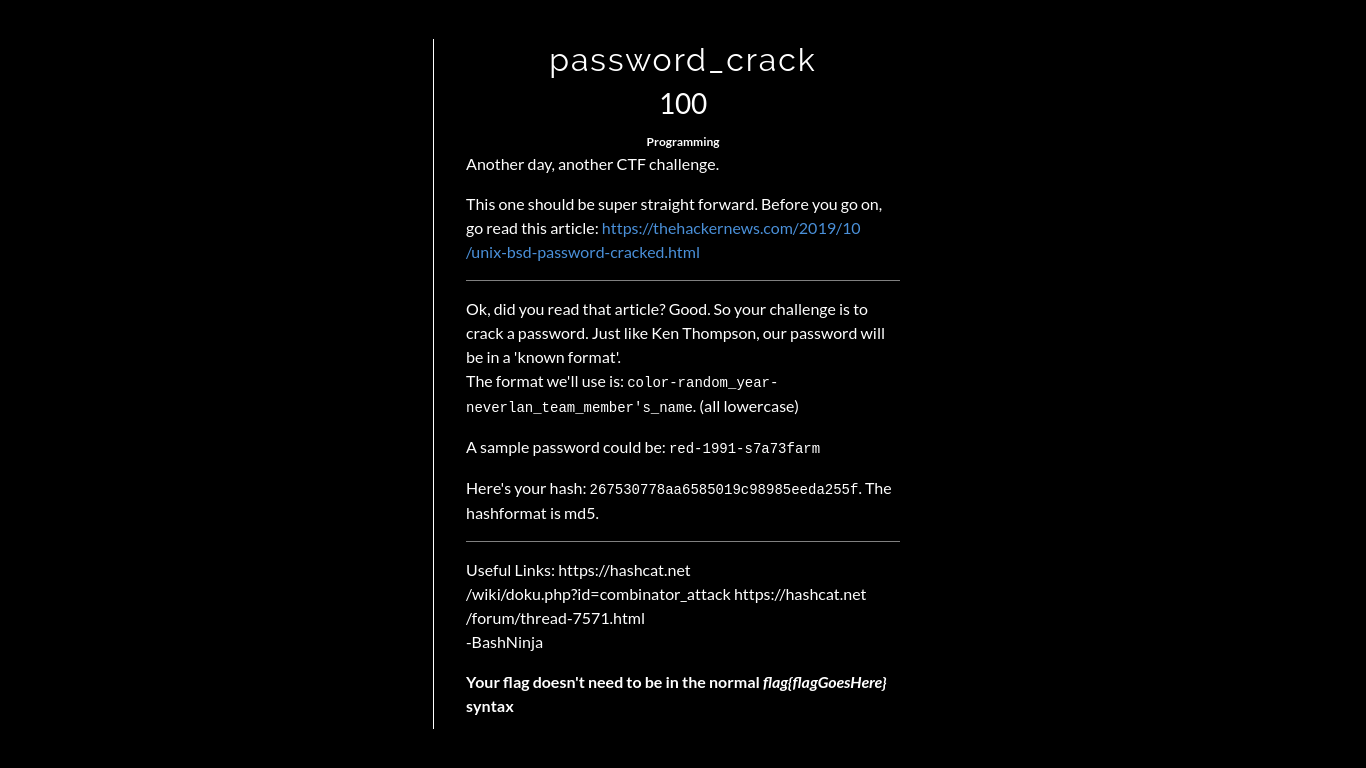 password_crack
100
Programming
Another day, another CTF challenge.
This one should be super straight forward. Before you go on,
go read this article: https://thehackernews.com/2019/10
/unix-bsd-password-cracked.html
Ok, did you read that article? Good. So your challenge is to
crack a password. Just like Ken Thompson, our password will
be in a 'known format'.
The format we'll use is: color-random_year-
neverlan_team_member's_name. (all lowercase)
A sample password could be: red-1991-s7a73farm
Here's your hash: 267530778aa6585019c98985eeda255f. The
hashformat is md5.
Useful Links: https://hashcat.net
/wiki/doku.php?id=combinator_attack https://hashcat.net
/forum/thread-7571.html
-BashNinja
Your flag doesn't need to be in the normal flag{flagGoesHere}
syntax